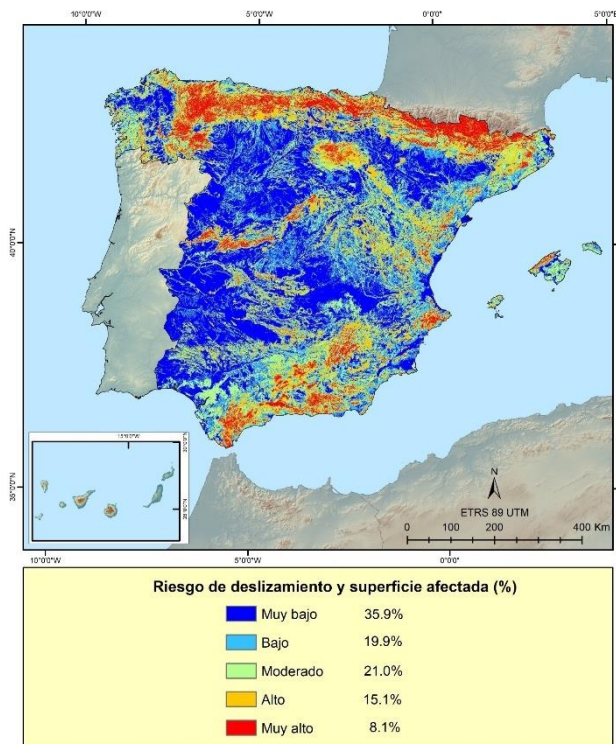 10°0'0"W 5°0'0"W 0°0'0" 5°0'0"E
40°0'0"N
35°0'0"N
N
ETRS 89 UTM
0 50 100 200 300 400 Km
10°0'0"W 5°0'0"W 0°0'0"
Riesgo de deslizamiento y superficie afectada (%)
Muy bajo 35.9%
Bajo 19.9%
Moderado 21.0%
Alto 15.1%
Muy alto 8.1%